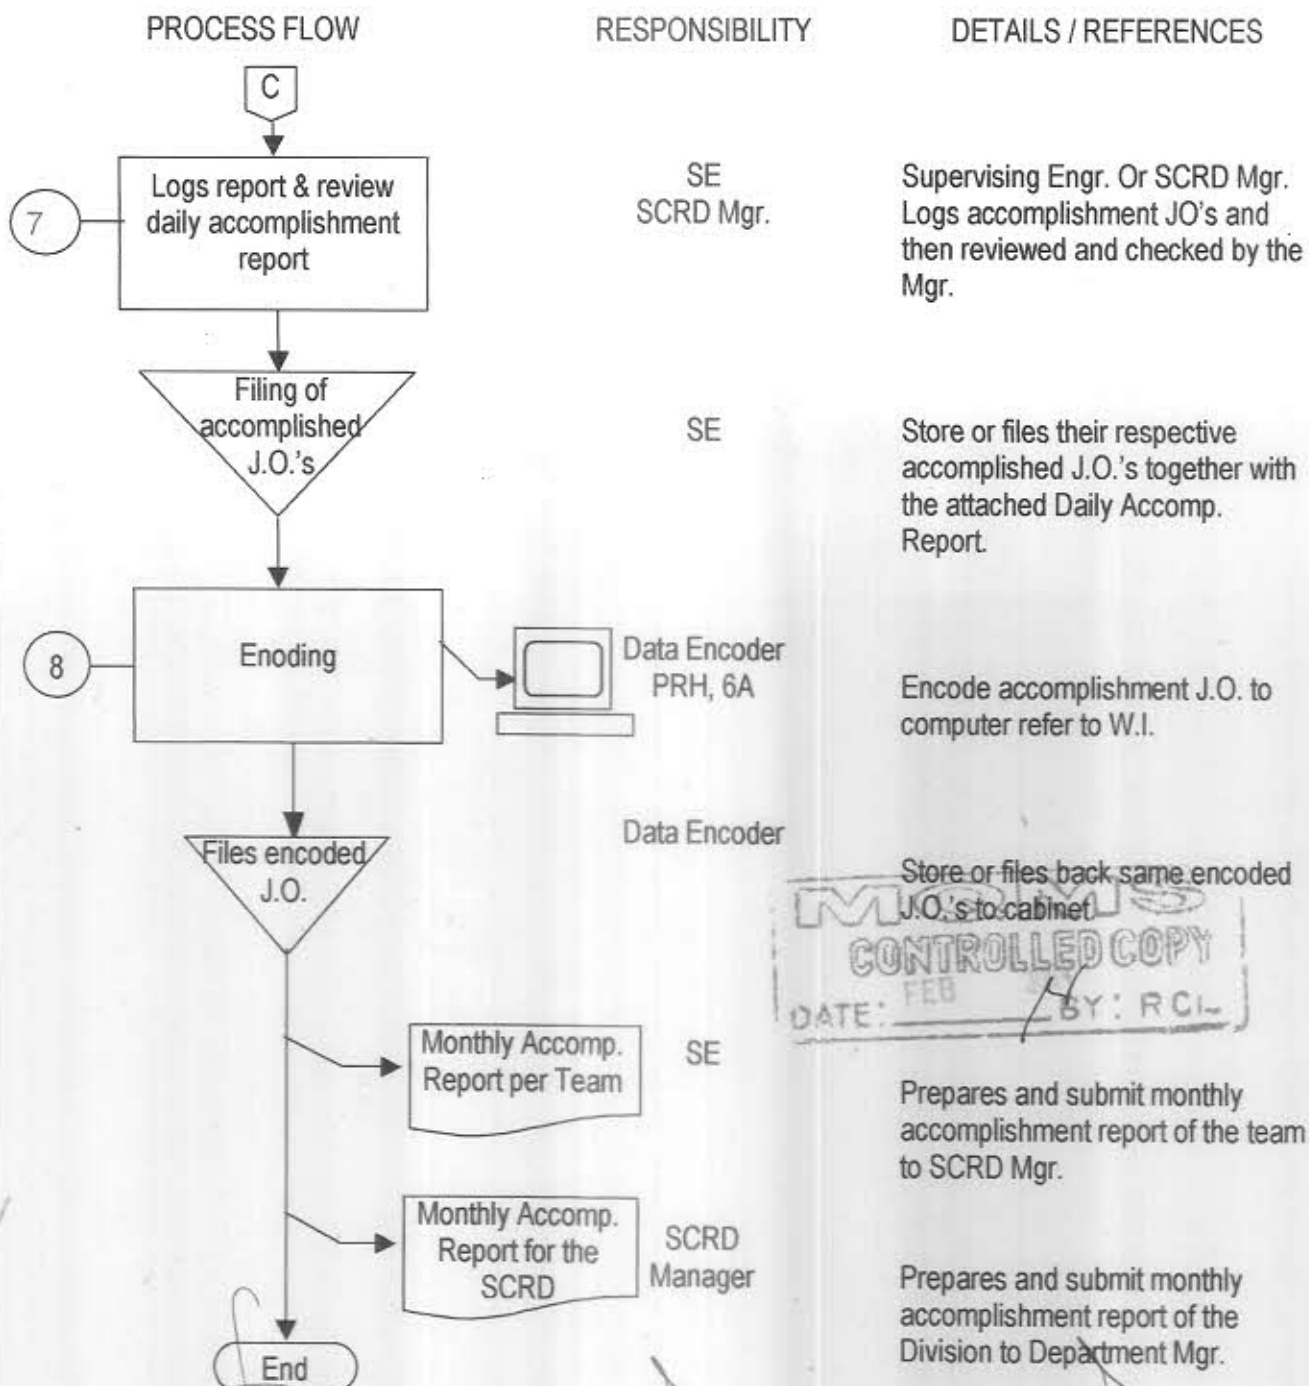 PROCESS FLOW
RESPONSIBILITY
DETAILS / REFERENCES
C
7
Logs report & review
daily accomplishment
report
SE
SCRD Mgr.
Supervising Engr. Or SCRD Mgr.
Logs accomplishment JO's and
then reviewed and checked by the
Mgr.
Filing of
accomplished
J.O.'s
SE
Store or files their respective
accomplished J.O.'s together with
the attached Daily Accomp.
Report.
8
Enoding
Data Encoder
PRH, 6A
Encode accomplishment J.O. to
computer refer to W.I.
Files encoded
J.O.
Data Encoder
Store or files back same encoded
J.O.'s to cabinet
CONTROLLED COPY
DATE: FEB BY:
Monthly Accomp.
Report per Team
SE
Prepares and submit monthly
accomplishment report of the team
to SCRD Mgr.
Monthly Accomp.
Report for the
SCRD
SCRD
Manager
Prepares and submit monthly
accomplishment report of the
Division to Department Mgr.
End